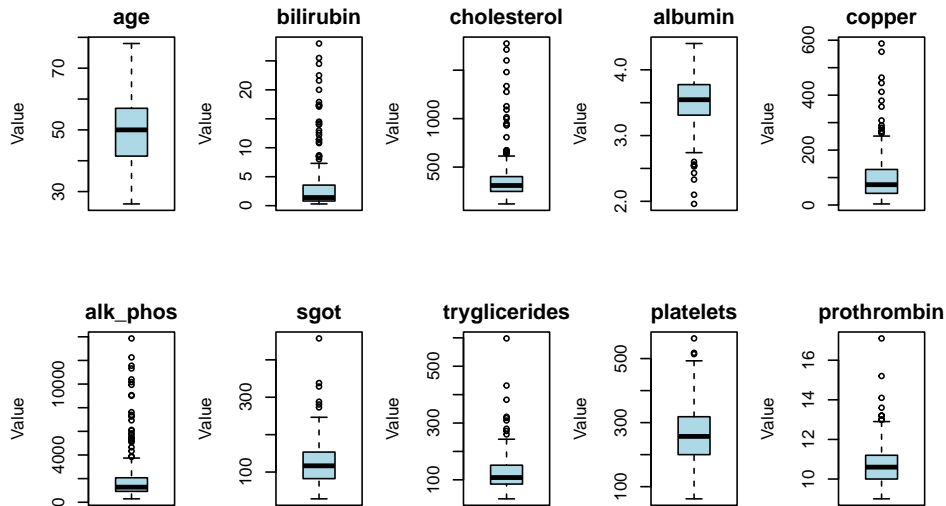 age bilirubin cholesterol albumin copper
Value 30 50 70
Value 0 5 10 20
Value 500 1000
Value 2.0 3.0 4.0
Value 0 200 400 600
alk_phos sgot tryglicerides platelets prothrombin
Value 0 4000 10000
Value 100 300
Value 100 300 500
Value 100 300 500
Value 10 12 14 16